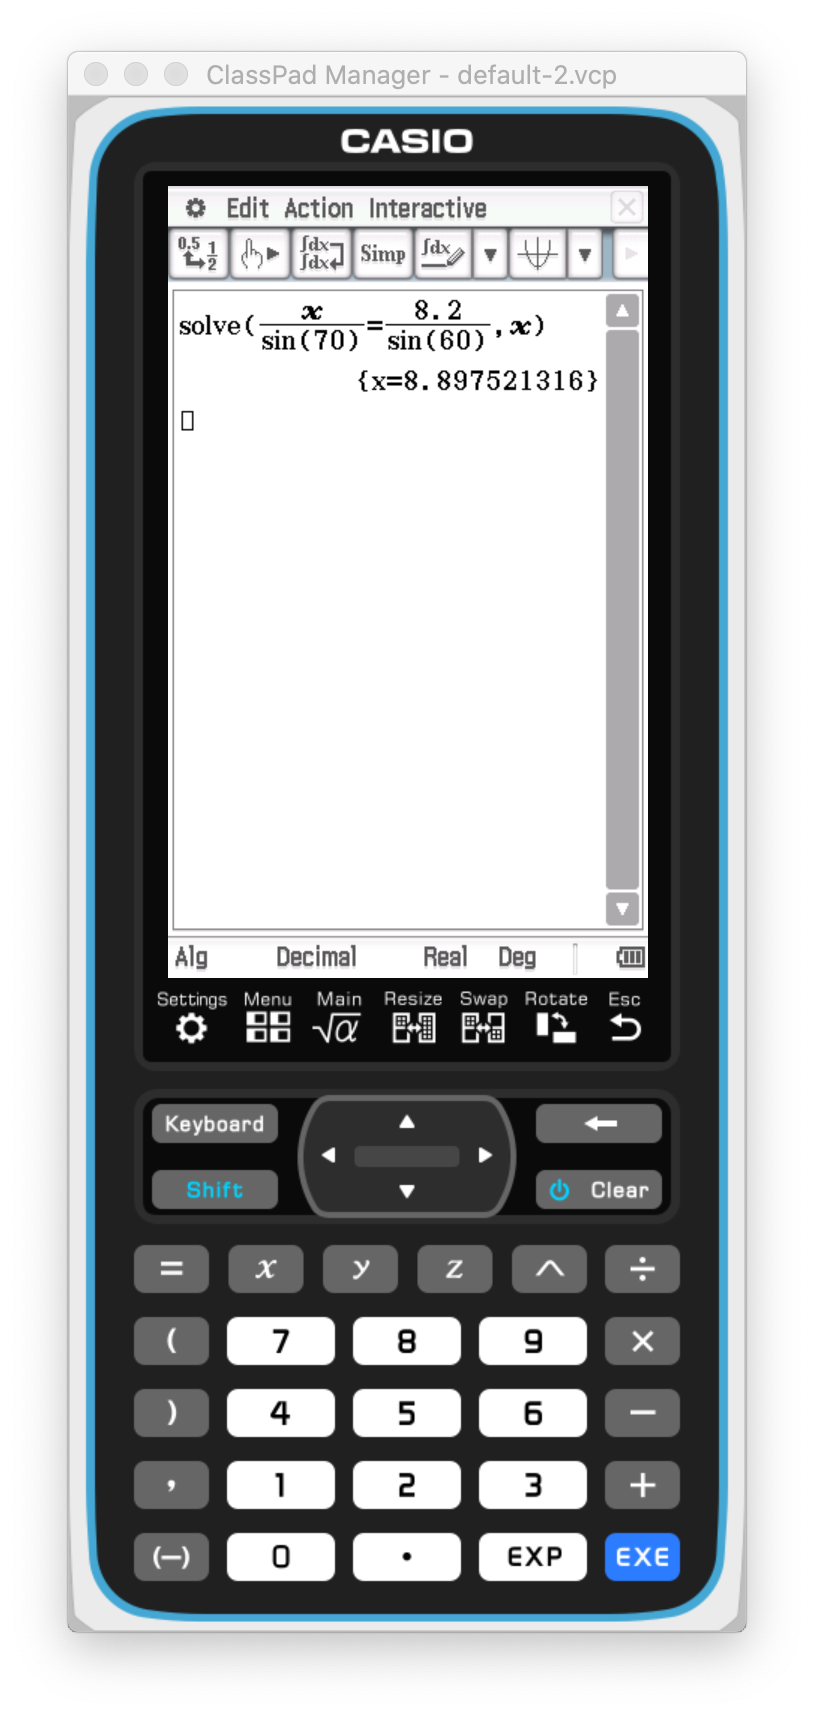 ClassPad Manager - default-2.vcp
CASIO
Edit Action Interactive
0.5 1/2 ∫dx ∫dx Simp ∫dx
solve(x/sin(70)=8.2/sin(60),x)
{x=8.897521316}
Alg Decimal Real Deg
Settings Menu Main Resize Swap Rotate Esc
√α
Keyboard
Shift Clear
= x y z ^ ÷
( 7 8 9 ×
) 4 5 6 −
, 1 2 3 +
(−) 0 • EXP EXE